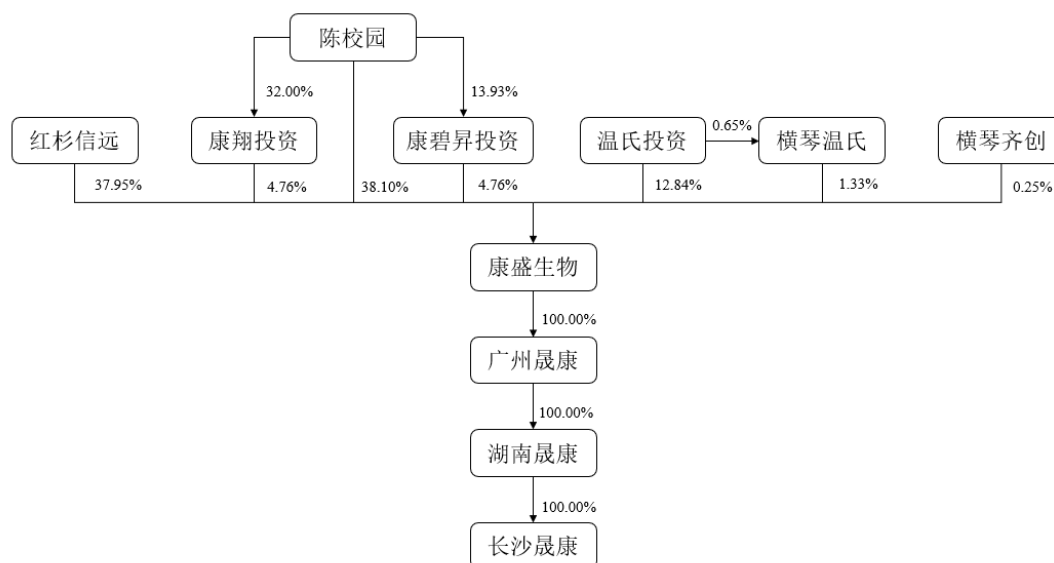 陈校园
32.00%
13.93%
红杉信远
康翔投资
康碧昇投资
温氏投资
0.65%
横琴温氏
横琴齐创
37.95%
4.76%
38.10%
4.76%
12.84%
1.33%
0.25%
康盛生物
100.00%
广州晟康
100.00%
湖南晟康
100.00%
长沙晟康